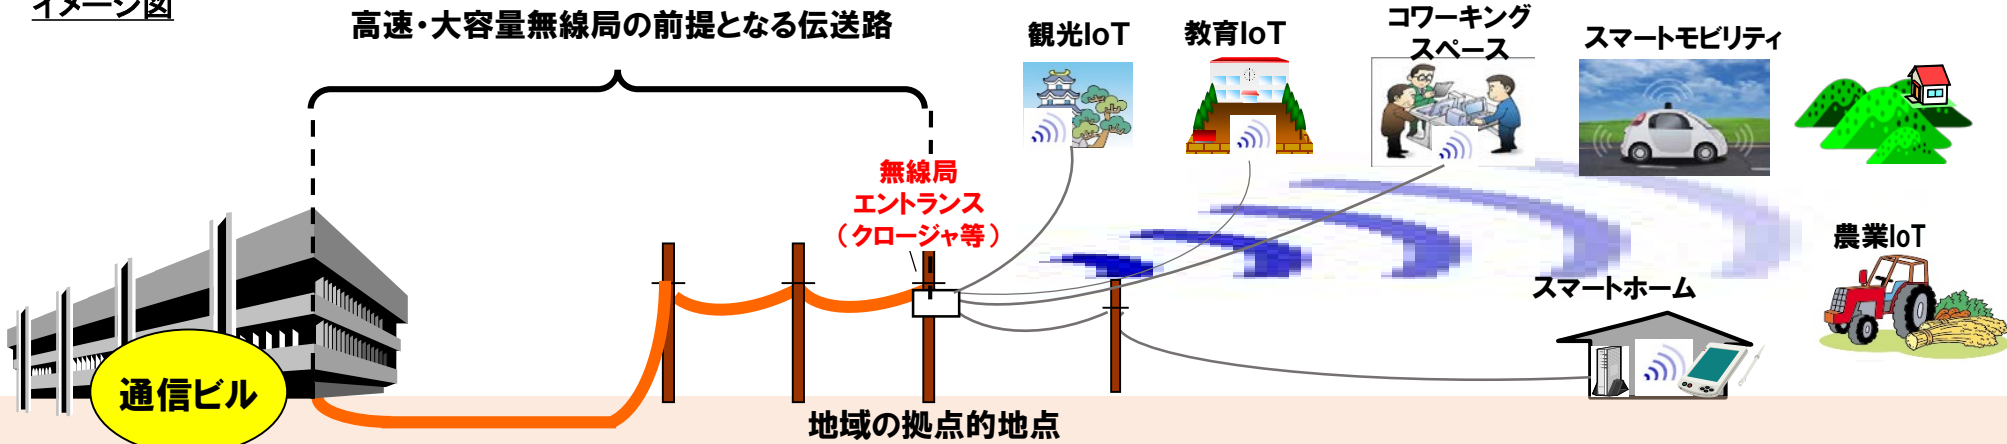 イメージ図
高速・大容量無線局の前提となる伝送路
観光IoT
教育IoT
コワーキング
スペース
スマートモビリティ
無線局
エントランス
（クロージャ等）
農業IoT
スマートホーム
通信ビル
地域の拠点的地点